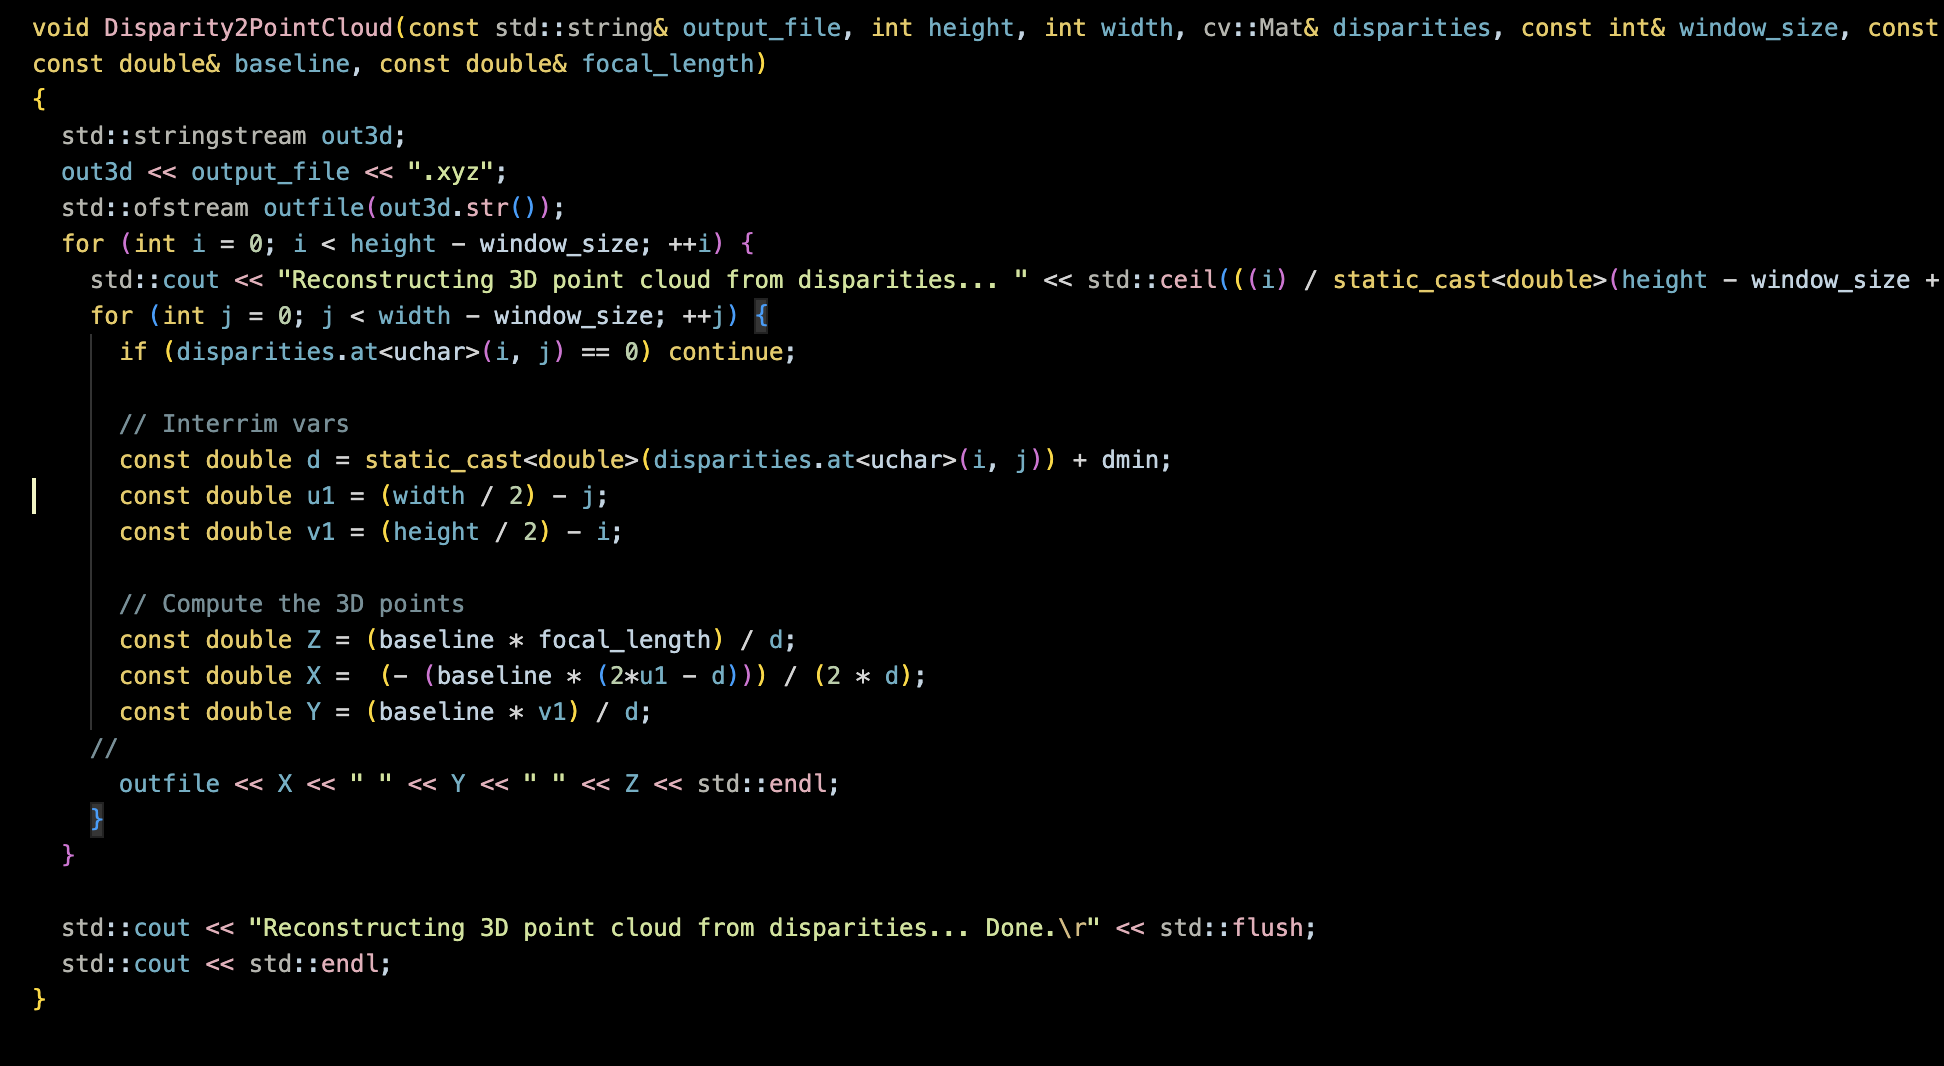 void Disparity2PointCloud(const std::string& output_file, int height, int width, cv::Mat& disparities, const int& window_size, const
const double& baseline, const double& focal_length)
{
std::stringstream out3d;
out3d << output_file << ".xyz";
std::ofstream outfile(out3d.str());
for (int i = 0; i < height - window_size; ++i) {
std::cout << "Reconstructing 3D point cloud from disparities... " << std::ceil(((i) / static_cast<double>(height - window_size +
for (int j = 0; j < width - window_size; ++j) {
if (disparities.at<uchar>(i, j) == 0) continue;
// Interrim vars
const double d = static_cast<double>(disparities.at<uchar>(i, j)) + dmin;
const double u1 = (width / 2) - j;
const double v1 = (height / 2) - i;
// Compute the 3D points
const double Z = (baseline * focal_length) / d;
const double X =  (- (baseline * (2*u1 - d))) / (2 * d);
const double Y = (baseline * v1) / d;
//
outfile << X << " " << Y << " " << Z << std::endl;
}
}
std::cout << "Reconstructing 3D point cloud from disparities... Done.\r" << std::flush;
std::cout << std::endl;
}